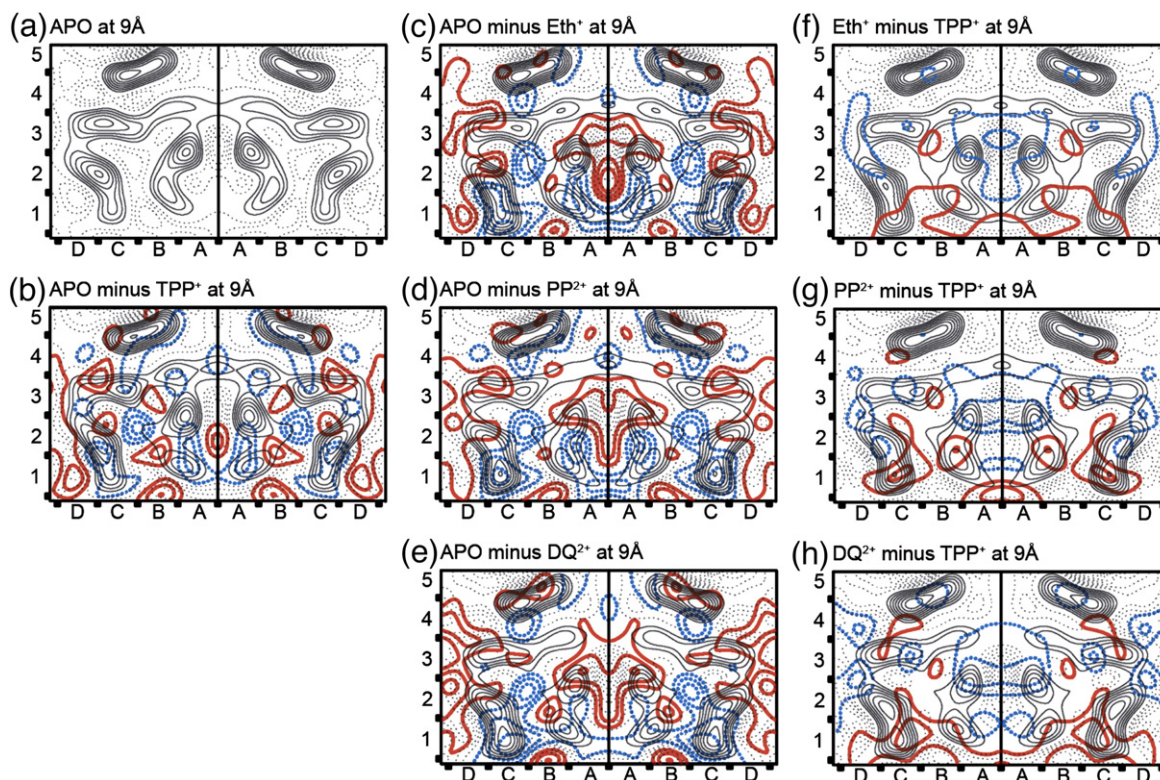 (a) APO at 9Å
5
4
3
2
1
D C B A A B C D
(b) APO minus TPP⁺ at 9Å
5
4
3
2
1
D C B A A B C D
(c) APO minus Eth⁺ at 9Å
5
4
3
2
1
D C B A A B C D
(d) APO minus PP²⁺ at 9Å
5
4
3
2
1
D C B A A B C D
(e) APO minus DQ²⁺ at 9Å
5
4
3
2
1
D C B A A B C D
(f) Eth⁺ minus TPP⁺ at 9Å
5
4
3
2
1
D C B A A B C D
(g) PP²⁺ minus TPP⁺ at 9Å
5
4
3
2
1
D C B A A B C D
(h) DQ²⁺ minus TPP⁺ at 9Å
5
4
3
2
1
D C B A A B C D